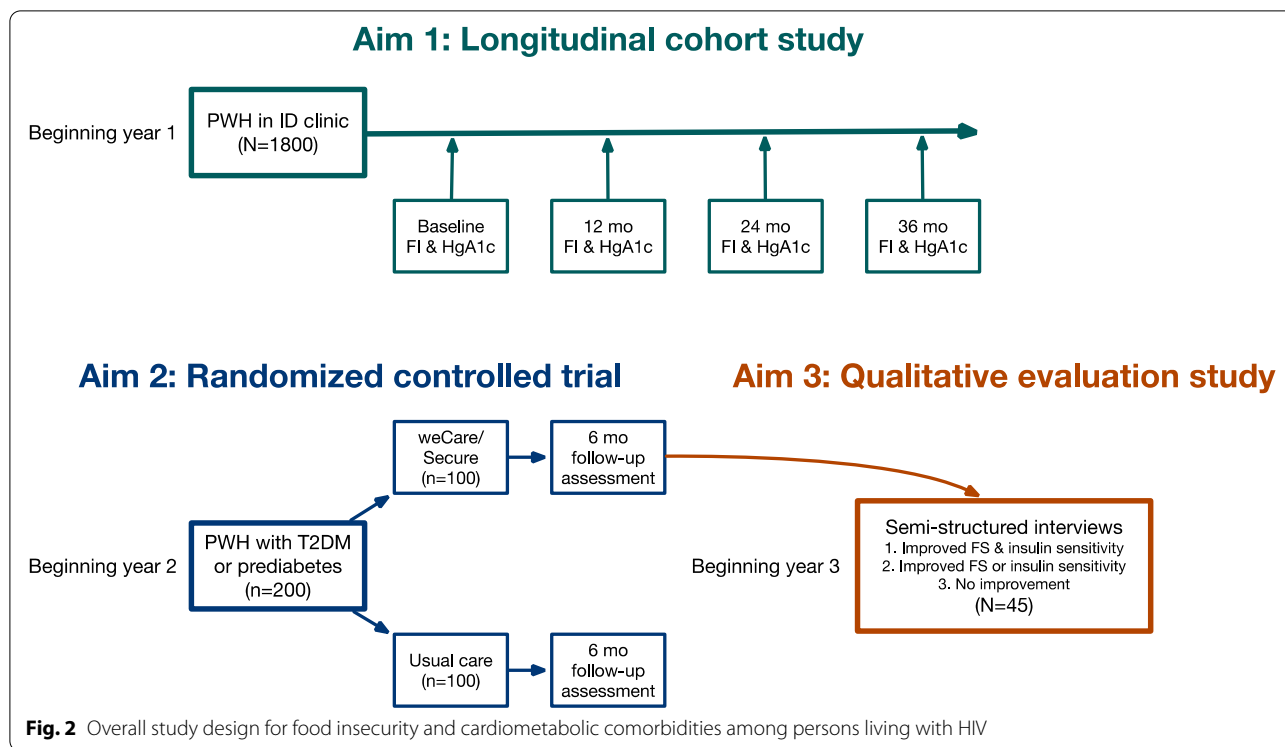 Aim 1: Longitudinal cohort study
Beginning year 1
PWH in ID clinic
(N=1800)
Baseline
FI & HgA1c
12 mo
FI & HgA1c
24 mo
FI & HgA1c
36 mo
FI & HgA1c
Aim 2: Randomized controlled trial
Beginning year 2
PWH with T2DM
or prediabetes
(n=200)
weCare/
Secure
(n=100)
6 mo
follow-up
assessment
Usual care
(n=100)
6 mo
follow-up
assessment
Aim 3: Qualitative evaluation study
Beginning year 3
Semi-structured interviews
1. Improved FS & insulin sensitivity
2. Improved FS or insulin sensitivity
3. No improvement
(N=45)
Fig. 2 Overall study design for food insecurity and cardiometabolic comorbidities among persons living with HIV